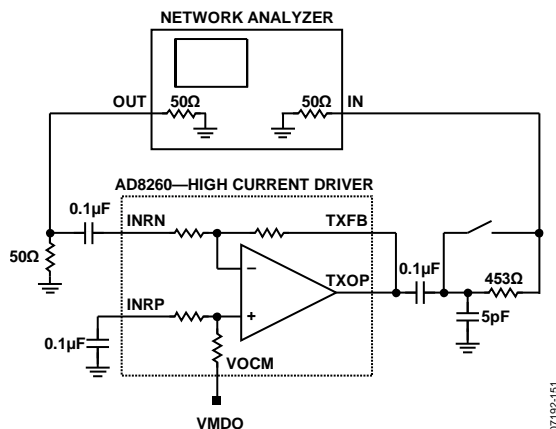 NETWORK ANALYZER
OUT
50Ω
50Ω
IN
AD8260—HIGH CURRENT DRIVER
0.1µF
INRN
TXFB
50Ω
–
0.1µF
TXOP
453Ω
INRP
+
5pF
0.1µF
VOCM
VMDO
07192-151